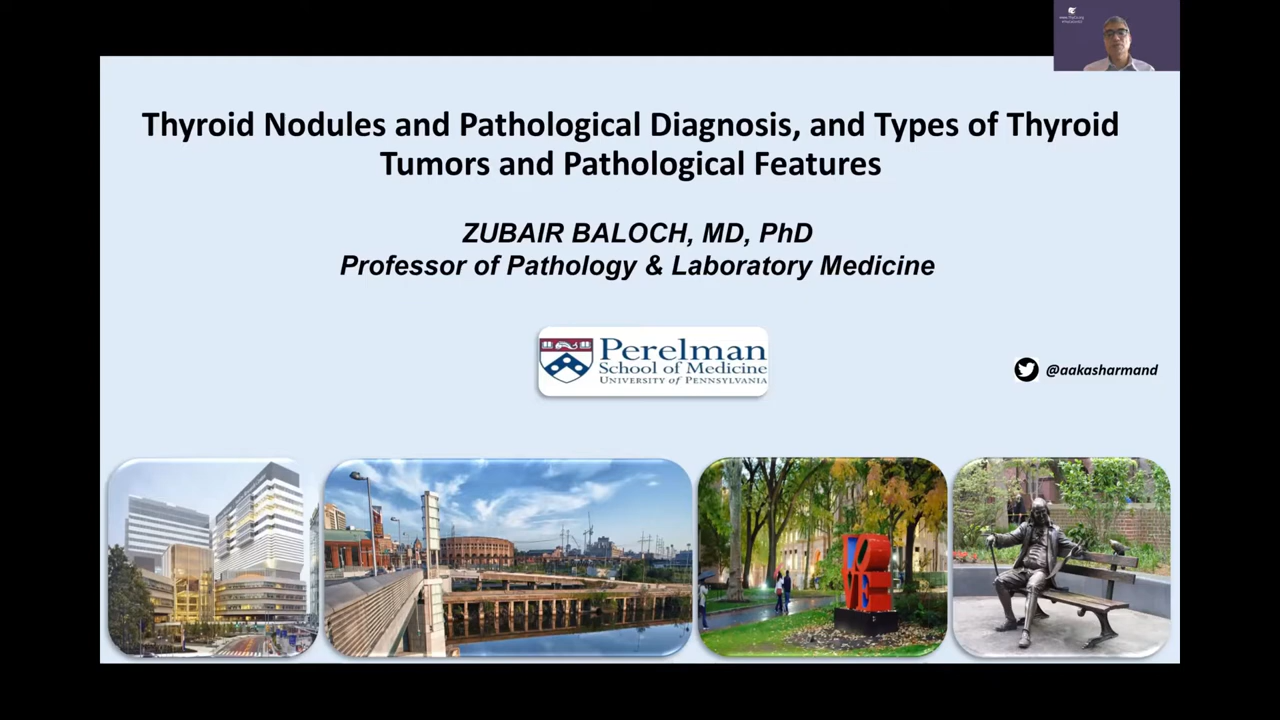 Thyroid Nodules and Pathological Diagnosis, and Types of Thyroid
Tumors and Pathological Features
ZUBAIR BALOCH, MD, PhD
Professor of Pathology & Laboratory Medicine
Perelman
School of Medicine
UNIVERSITY of PENNSYLVANIA
@aakasharmand
LOVE